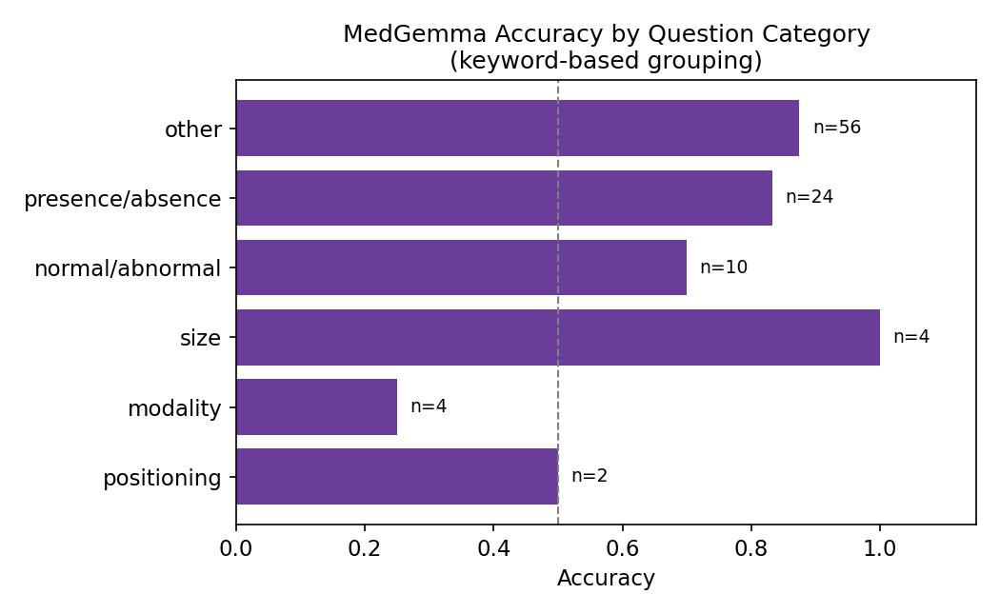 MedGemma Accuracy by Question Category
(keyword-based grouping)
other
n=56
presence/absence
n=24
normal/abnormal
n=10
size
n=4
modality
n=4
positioning
n=2
0.0 0.2 0.4 0.6 0.8 1.0
Accuracy